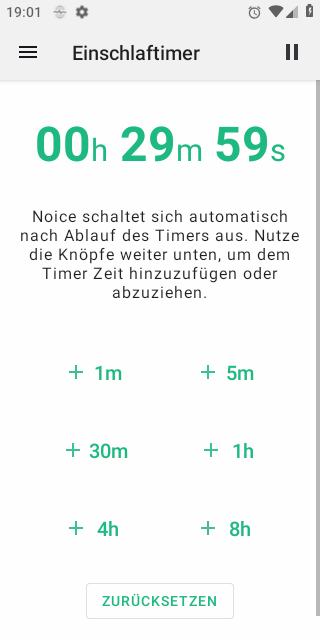 19:01
Einschlaftimer
00h 29m 59s
Noice schaltet sich automatisch
nach Ablauf des Timers aus. Nutze
die Knöpfe weiter unten, um dem
Timer Zeit hinzuzufügen oder
abzuziehen.
+ 1m + 5m
+ 30m + 1h
+ 4h + 8h
ZURÜCKSETZEN